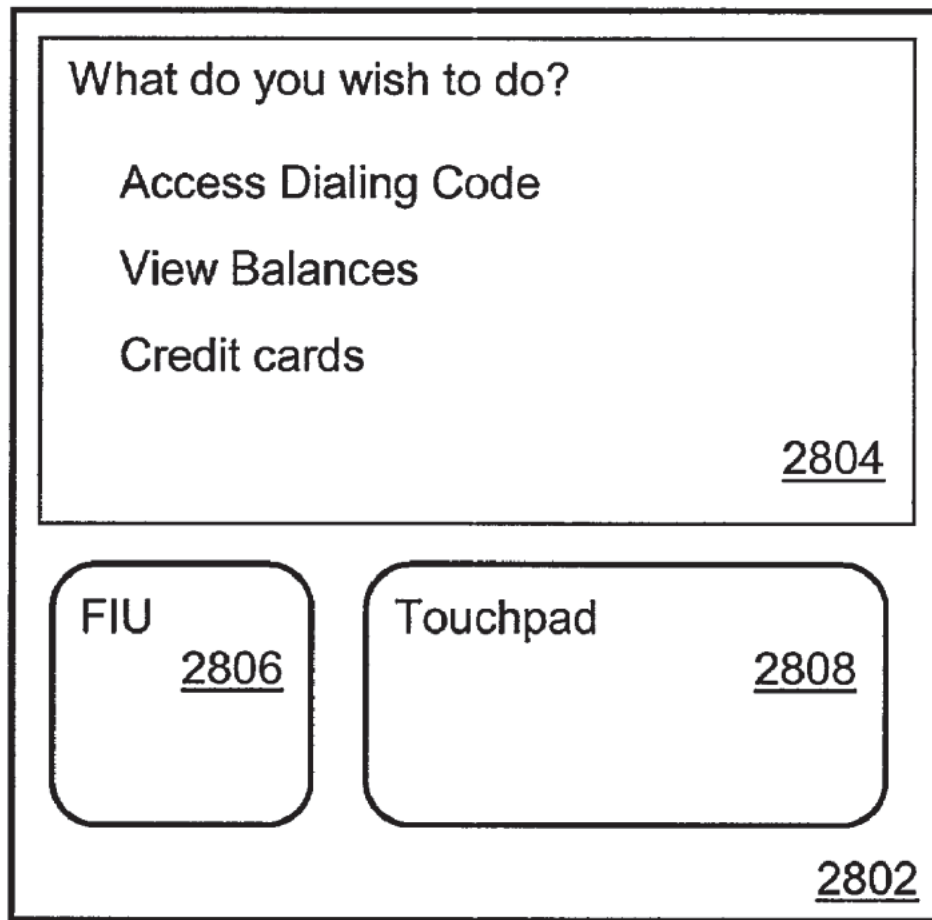 What do you wish to do?
Access Dialing Code
View Balances
Credit cards
2804
FIU
2806
Touchpad
2808
2802